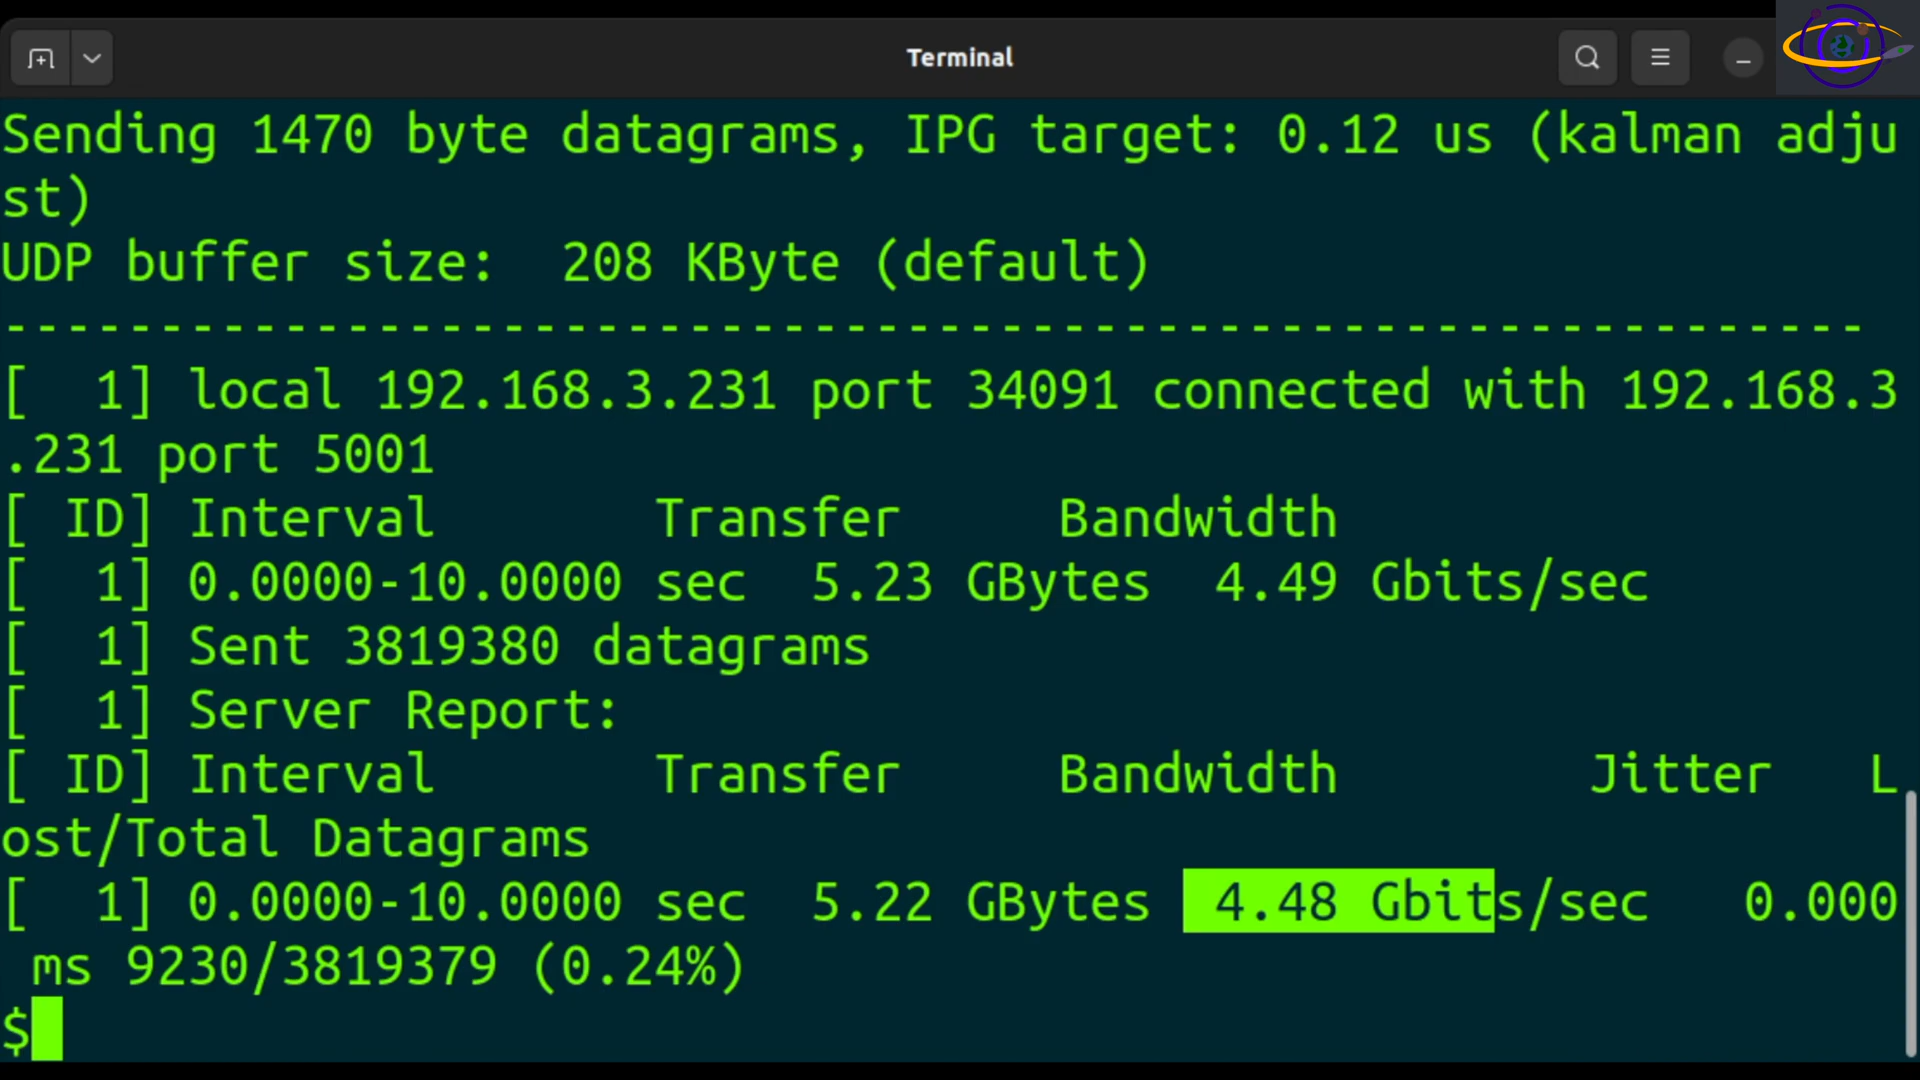 Terminal
Sending 1470 byte datagrams, IPG target: 0.12 us (kalman adju
st)
UDP buffer size:  208 KByte (default)
------------------------------------------------------------
[  1] local 192.168.3.231 port 34091 connected with 192.168.3
.231 port 5001
[ ID] Interval       Transfer     Bandwidth
[  1] 0.0000-10.0000 sec  5.23 GBytes  4.49 Gbits/sec
[  1] Sent 3819380 datagrams
[  1] Server Report:
[ ID] Interval       Transfer     Bandwidth        Jitter   L
ost/Total Datagrams
[  1] 0.0000-10.0000 sec  5.22 GBytes  4.48 Gbits/sec   0.000
 ms 9230/3819379 (0.24%)
$